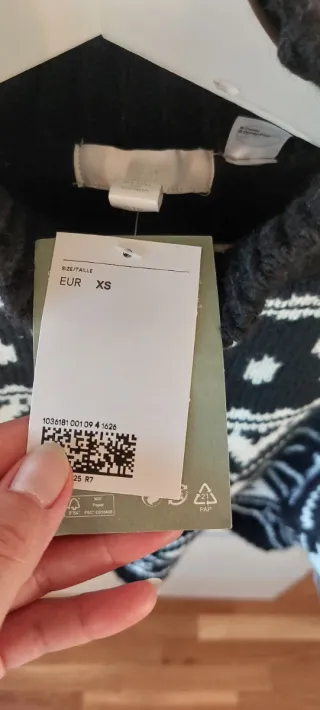 SIZE/TAILLE
EUR XS
1036181 001 09 4 1626
25 R7
21
PAP